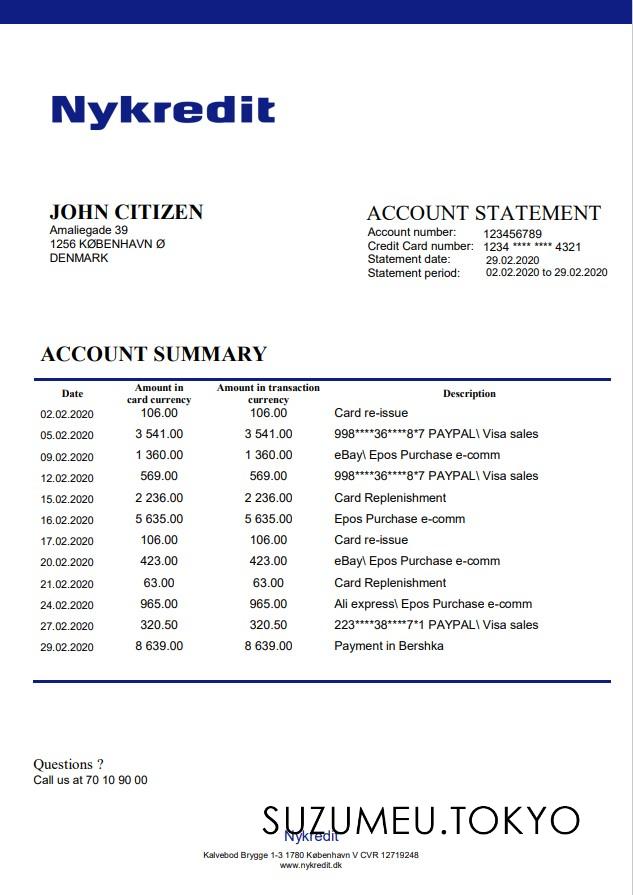 Nykredit
JOHN CITIZEN
Amaliegade 39
1256 KØBENHAVN Ø
DENMARK
ACCOUNT STATEMENT
Account number: 123456789
Credit Card number: 1234 **** **** 4321
Statement date: 29.02.2020
Statement period: 02.02.2020 to 29.02.2020
ACCOUNT SUMMARY
Date Amount in card currency Amount in transaction currency Description
02.02.2020 106.00 106.00 Card re-issue
05.02.2020 3 541.00 3 541.00 998****36****8*7 PAYPAL\ Visa sales
09.02.2020 1 360.00 1 360.00 eBay\ Epos Purchase e-comm
12.02.2020 569.00 569.00 998****36****8*7 PAYPAL\ Visa sales
15.02.2020 2 236.00 2 236.00 Card Replenishment
16.02.2020 5 635.00 5 635.00 Epos Purchase e-comm
17.02.2020 106.00 106.00 Card re-issue
20.02.2020 423.00 423.00 eBay\ Epos Purchase e-comm
21.02.2020 63.00 63.00 Card Replenishment
24.02.2020 965.00 965.00 Ali express\ Epos Purchase e-comm
27.02.2020 320.50 320.50 223****38****7*1 PAYPAL\ Visa sales
29.02.2020 8 639.00 8 639.00 Payment in Bershka
Questions ?
Call us at 70 10 90 00
SUZUMEU.TOKYO
Nykredit
Kalvebod Brygge 1-3 1780 København V CVR 12719248
www.nykredit.dk